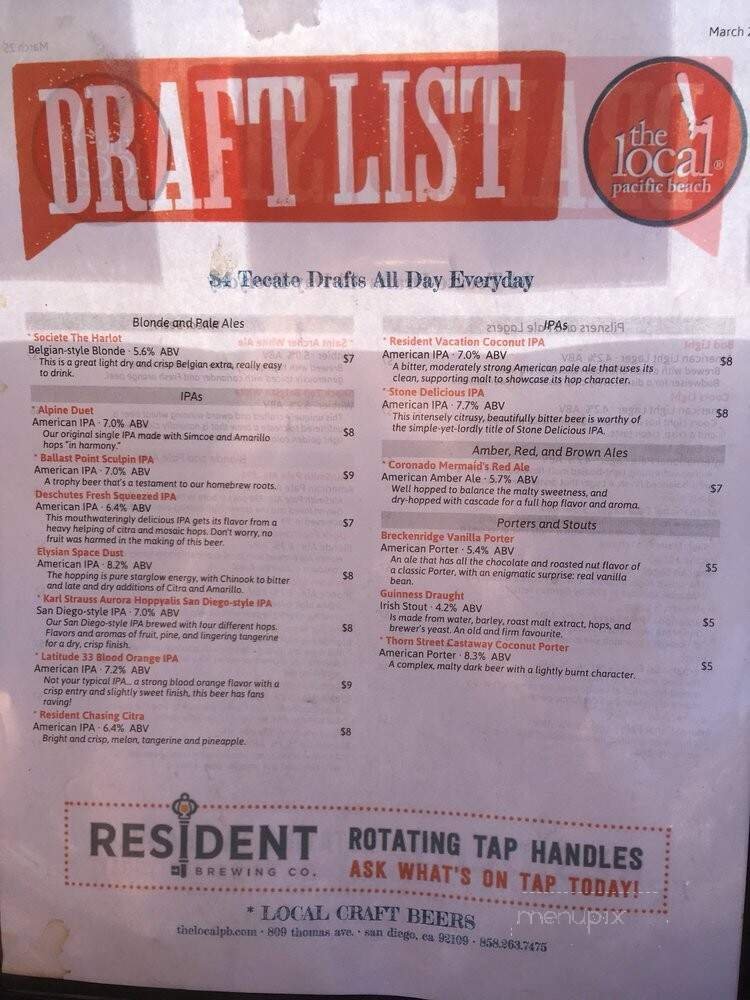 March 2
March 25
DRAFT LIST
the
local®
pacific beach
$4 Tecate Drafts All Day Everyday
Blonde and Pale Ales
* Societe The Harlot
Belgian-style Blonde · 5.6% ABV
This is a great light dry and crisp Belgian extra, really easy
to drink.
$7
IPAs
* Alpine Duet
American IPA · 7.0% ABV
Our original single IPA made with Simcoe and Amarillo
hops "in harmony."
$8
* Ballast Point Sculpin IPA
American IPA · 7.0% ABV
A trophy beer that's a testament to our homebrew roots.
$9
Deschutes Fresh Squeezed IPA
American IPA · 6.4% ABV
This mouthwateringly delicious IPA gets its flavor from a
heavy helping of citra and mosaic hops. Don't worry, no
fruit was harmed in the making of this beer.
$7
Elysian Space Dust
American IPA · 8.2% ABV
The hopping is pure starglow energy, with Chinook to bitter
and late and dry additions of Citra and Amarillo.
$8
* Karl Strauss Aurora Hoppyalis San Diego-style IPA
San Diego-style IPA · 7.0% ABV
Our San Diego-style IPA brewed with four different hops.
Flavors and aromas of fruit, pine, and lingering tangerine
for a dry, crisp finish.
$8
* Latitude 33 Blood Orange IPA
American IPA · 7.2% ABV
Not your typical IPA... a strong blood orange flavor with a
crisp entry and slightly sweet finish, this beer has fans
raving!
$9
* Resident Chasing Citra
American IPA · 6.4% ABV
Bright and crisp, melon, tangerine and pineapple.
$8
IPAs
* Resident Vacation Coconut IPA
American IPA · 7.0% ABV
A bitter, moderately strong American pale ale that uses its
clean, supporting malt to showcase its hop character.
$8
* Stone Delicious IPA
American IPA · 7.7% ABV
This intensely citrusy, beautifully bitter beer is worthy of
the simple-yet-lordly title of Stone Delicious IPA.
$8
Amber, Red, and Brown Ales
* Coronado Mermaid's Red Ale
American Amber Ale · 5.7% ABV
Well hopped to balance the malty sweetness, and
dry-hopped with cascade for a full hop flavor and aroma.
$7
Porters and Stouts
Breckenridge Vanilla Porter
American Porter · 5.4% ABV
An ale that has all the chocolate and roasted nut flavor of
a classic Porter, with an enigmatic surprise: real vanilla
bean.
$5
Guinness Draught
Irish Stout · 4.2% ABV
Is made from water, barley, roast malt extract, hops, and
brewer's yeast. An old and firm favourite.
$5
* Thorn Street Castaway Coconut Porter
American Porter · 8.3% ABV
A complex, malty dark beer with a lightly burnt character.
$5
RESIDENT
BREWING CO.
ROTATING TAP HANDLES
ASK WHAT'S ON TAP TODAY!
* LOCAL CRAFT BEERS
thelocalpb.com · 809 thomas ave. · san diego, ca 92109 · 858.263.7475
menupix